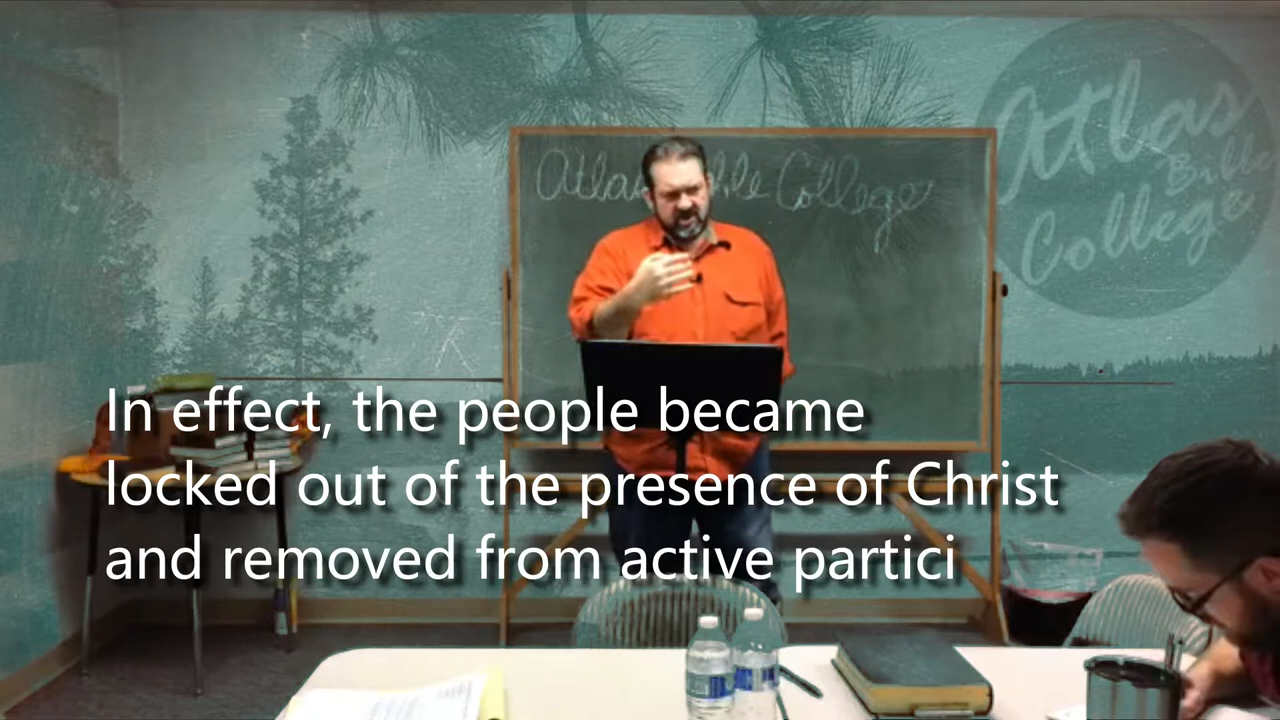 Atlas
Bible
College
Atlas Bible College
In effect, the people became
locked out of the presence of Christ
and removed from active partici